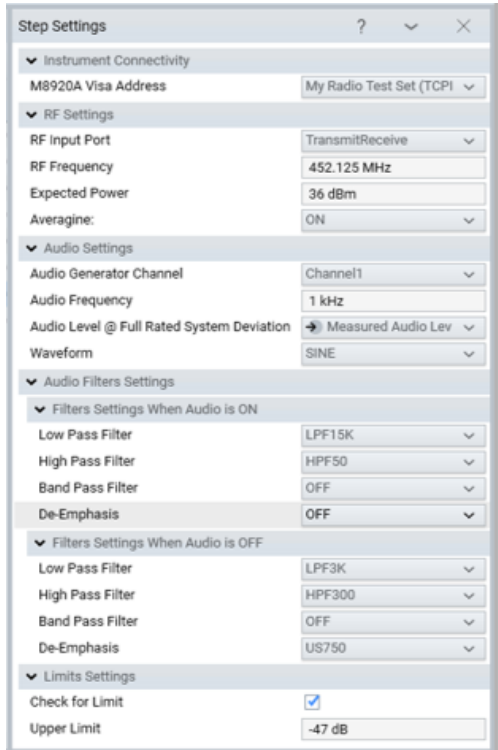 Step Settings ?
Instrument Connectivity
M8920A Visa Address My Radio Test Set (TCPI
RF Settings
RF Input Port TransmitReceive
RF Frequency 452.125 MHz
Expected Power 36 dBm
Averagine: ON
Audio Settings
Audio Generator Channel Channel1
Audio Frequency 1 kHz
Audio Level @ Full Rated System Deviation Measured Audio Lev
Waveform SINE
Audio Filters Settings
Filters Settings When Audio is ON
Low Pass Filter LPF15K
High Pass Filter HPF50
Band Pass Filter OFF
De-Emphasis OFF
Filters Settings When Audio is OFF
Low Pass Filter LPF3K
High Pass Filter HPF300
Band Pass Filter OFF
De-Emphasis US750
Limits Settings
Check for Limit
Upper Limit -47 dB